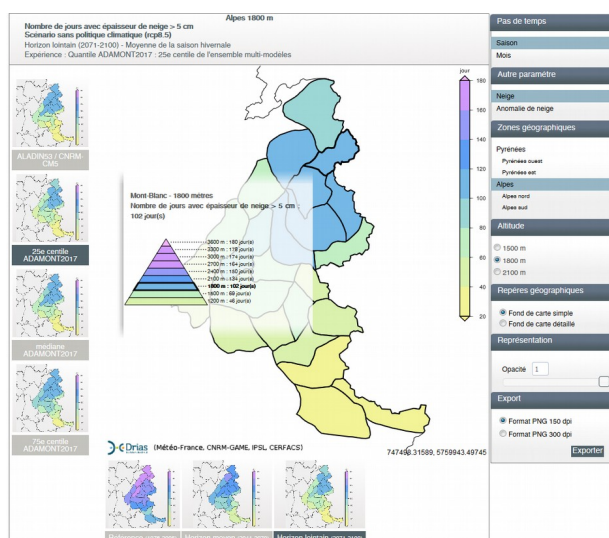 Alpes 1800 m
Nombre de jours avec épaisseur de neige > 5 cm
Scénario sans politique climatique (rcp8.5)
Horizon lointain (2071-2100) - Moyenne de la saison hivernale
Experience : Quantile ADAMONT2017 : 25e centile de l'ensemble multi-modèles
ALADIN53 / CNRM-CM5
25e centile
ADAMONT2017
médiane
ADAMONT2017
75e centile
ADAMONT2017
Mont-Blanc - 1800 mètres
Nombre de jours avec épaisseur de neige > 5 cm :
102 jour(s)
3600 m : 180 jour(s)
3300 m : 178 jour(s)
3000 m : 174 jour(s)
2700 m : 164 jour(s)
2400 m : 150 jour(s)
2100 m : 134 jour(s)
1800 m : 102 jour(s)
1200 m : 46 jour(s)
jour
180
160
140
120
100
80
60
40
20
Drias (Météo-France, CNRM-GAME, IPSL, CERFACS)
747498.31589, 5759943.49745
Horizon lointain
Pas de temps
Saison
Mois
Autre paramètre
Neige
Anomalie de neige
Zones géographiques
Pyrénées
Pyrénées ouest
Pyrénées est
Alpes
Alpes nord
Alpes sud
Altitude
1500 m
1800 m
2100 m
Repères géographiques
Fond de carte simple
Fond de carte détaillé
Représentation
Opacité 1
Export
Format PNG 150 dpi
Format PNG 300 dpi
Exporter